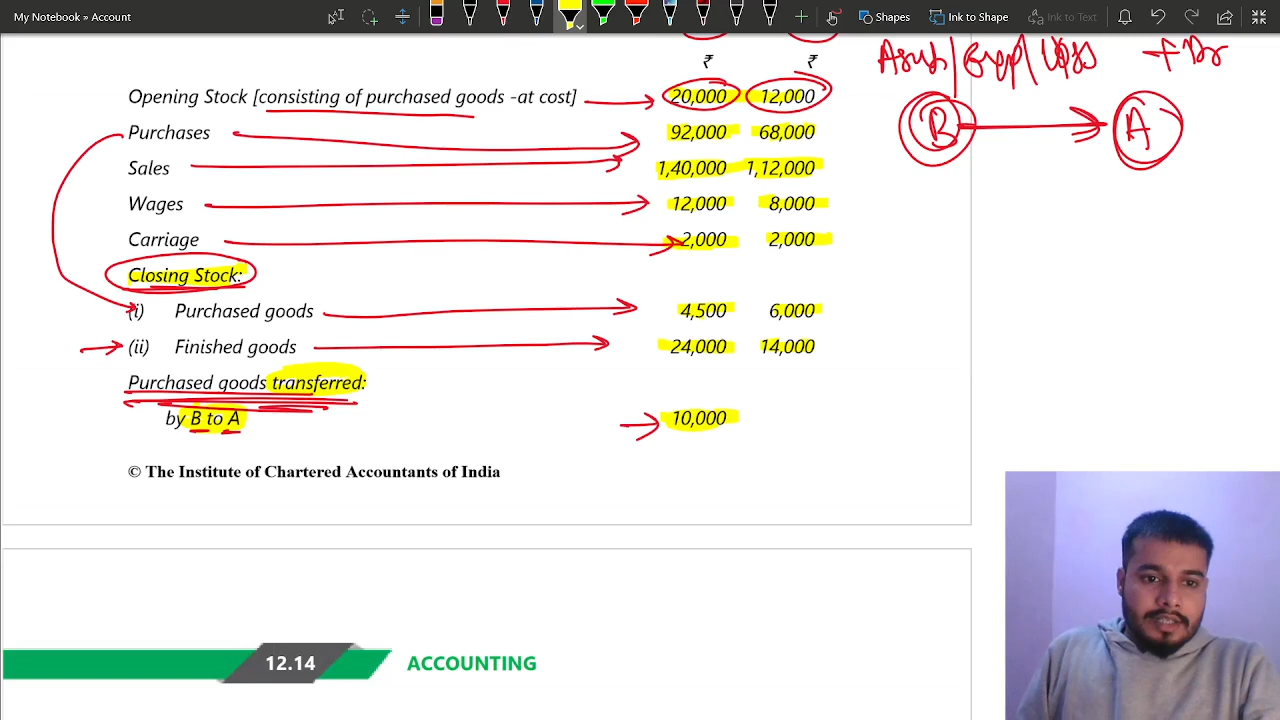 My Notebook » Account
Shapes
Ink to Shape
Ink to Text
₹ ₹
+ Dr
Opening Stock [consisting of purchased goods -at cost] 20,000 12,000
B A
Purchases 92,000 68,000
Sales 1,40,000 1,12,000
Wages 12,000 8,000
Carriage 2,000 2,000
Closing Stock:
(i) Purchased goods 4,500 6,000
(ii) Finished goods 24,000 14,000
Purchased goods transferred:
by B to A 10,000
© The Institute of Chartered Accountants of India
12.14 ACCOUNTING